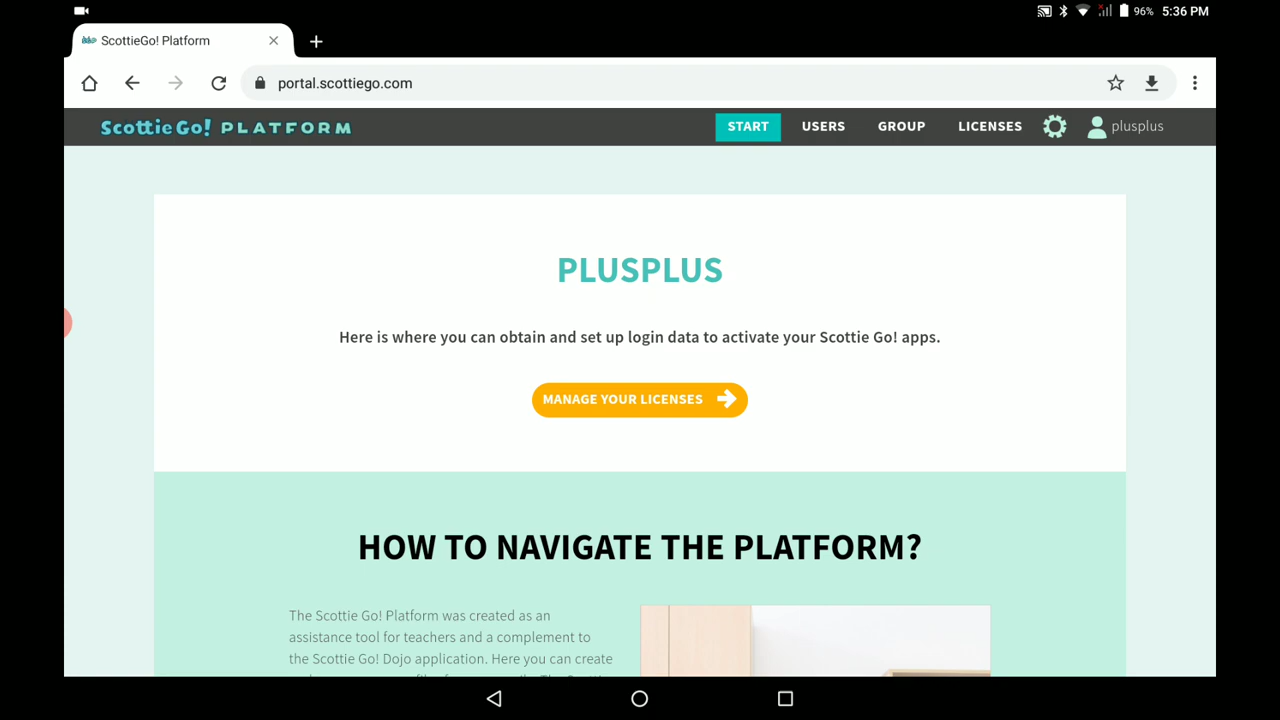 96% 5:36 PM
ScottieGo! Platform
portal.scottiego.com
ScottieGo! PLATFORM START USERS GROUP LICENSES plusplus
PLUSPLUS
Here is where you can obtain and set up login data to activate your Scottie Go! apps.
MANAGE YOUR LICENSES
HOW TO NAVIGATE THE PLATFORM?
The Scottie Go! Platform was created as an
assistance tool for teachers and a complement to
the Scottie Go! Dojo application. Here you can create